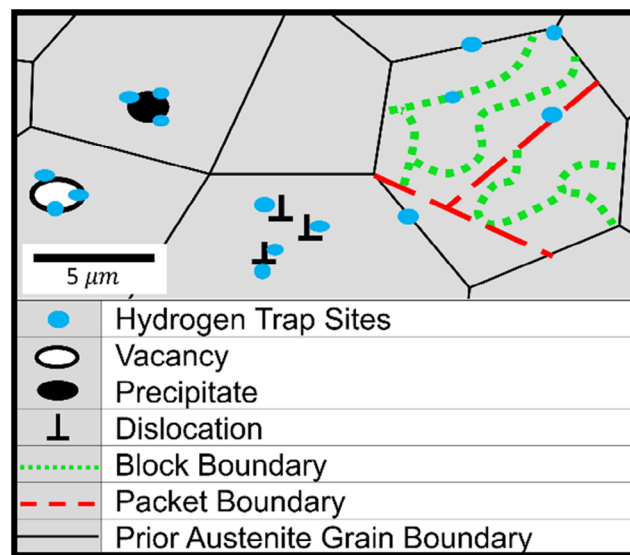 5 μm
Hydrogen Trap Sites
Vacancy
Precipitate
Dislocation
Block Boundary
Packet Boundary
Prior Austenite Grain Boundary